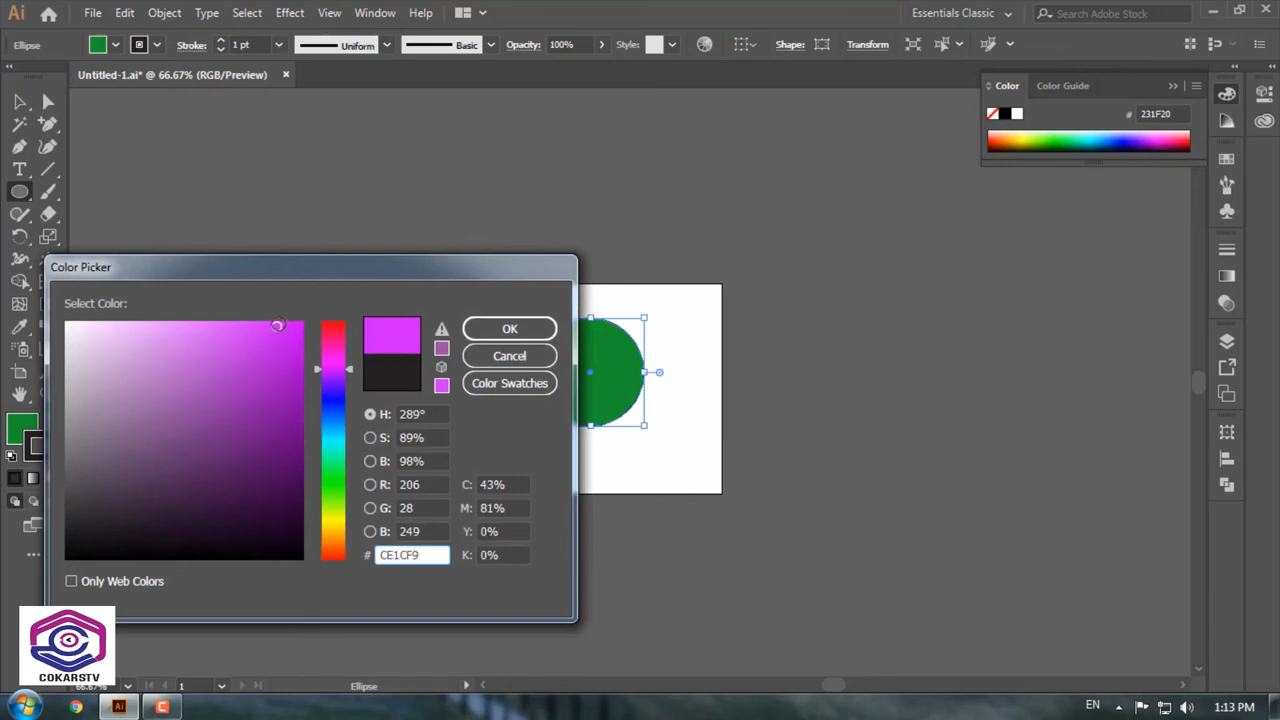 Ai File Edit Object Type Select Effect View Window Help Essentials Classic Search Adobe Stock
Ellipse Stroke: 1 pt Uniform Basic Opacity: 100% Style: Shape: Transform
Untitled-1.ai* @ 66.67% (RGB/Preview)
Color Color Guide
# 231F20
Color Picker
Select Color:
OK
Cancel
Color Swatches
H: 289°
S: 89%
B: 98%
R: 206 C: 43%
G: 28 M: 81%
B: 249 Y: 0%
# CE1CF9 K: 0%
Only Web Colors
COKARSTV
66.67% 1 Ellipse
Ai EN 1:13 PM